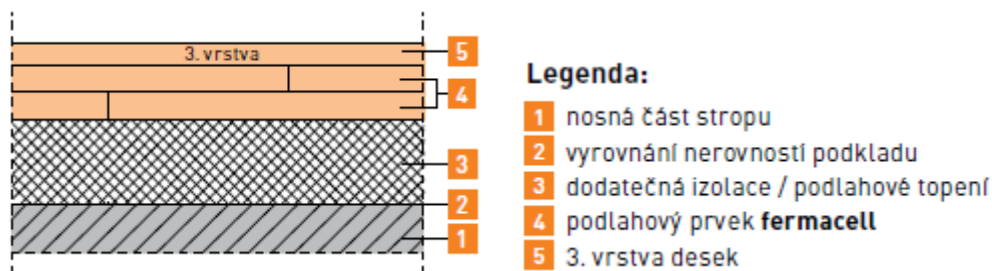 3. vrstva
5
4
3
2
1
Legenda:
1 nosná část stropu
2 vyrovnání nerovností podkladu
3 dodatečná izolace / podlahové topení
4 podlahový prvek fermacell
5 3. vrstva desek